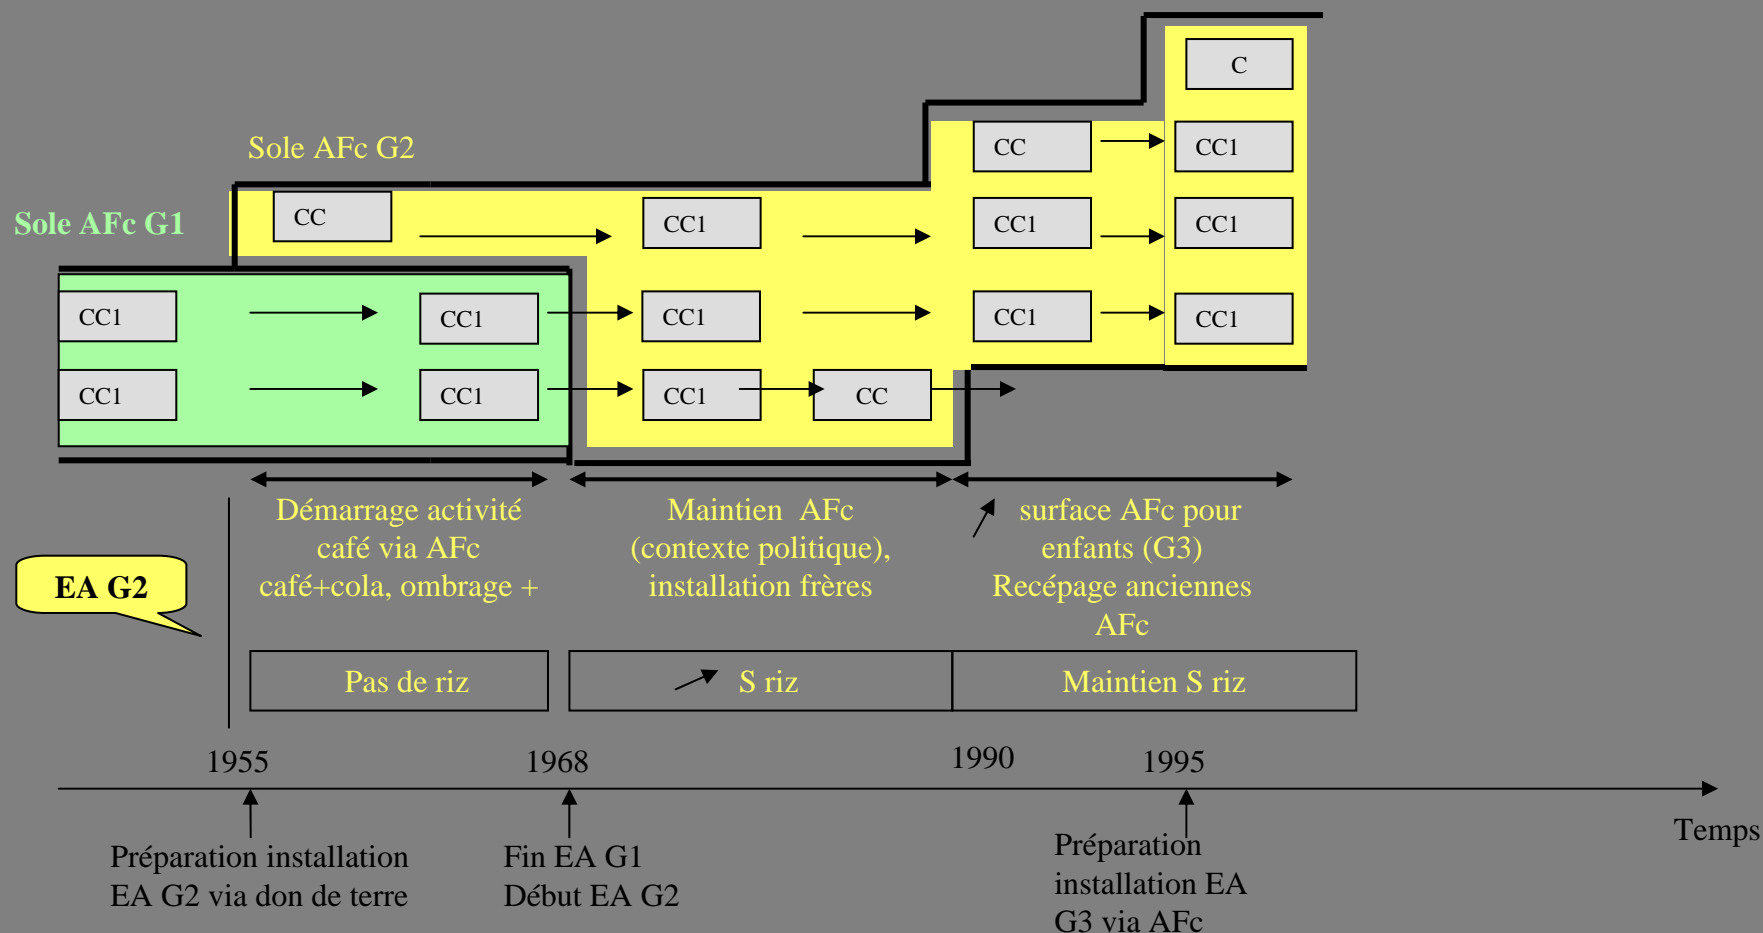 C
Sole AFc G2
CC
CC1
Sole AFc G1
CC
CC1
CC1
CC1
CC1
CC1
CC1
CC1
CC1
CC1
CC1
CC1
CC
Démarrage activité
café via AFc
café+cola, ombrage +
Maintien AFc
(contexte politique),
installation frères
surface AFc pour
enfants (G3)
Recépage anciennes
AFc
EA G2
Pas de riz
S riz
Maintien S riz
1955
1968
1990
1995
Temps
Préparation installation
EA G2 via don de terre
Fin EA G1
Début EA G2
Préparation
installation EA
G3 via AFc